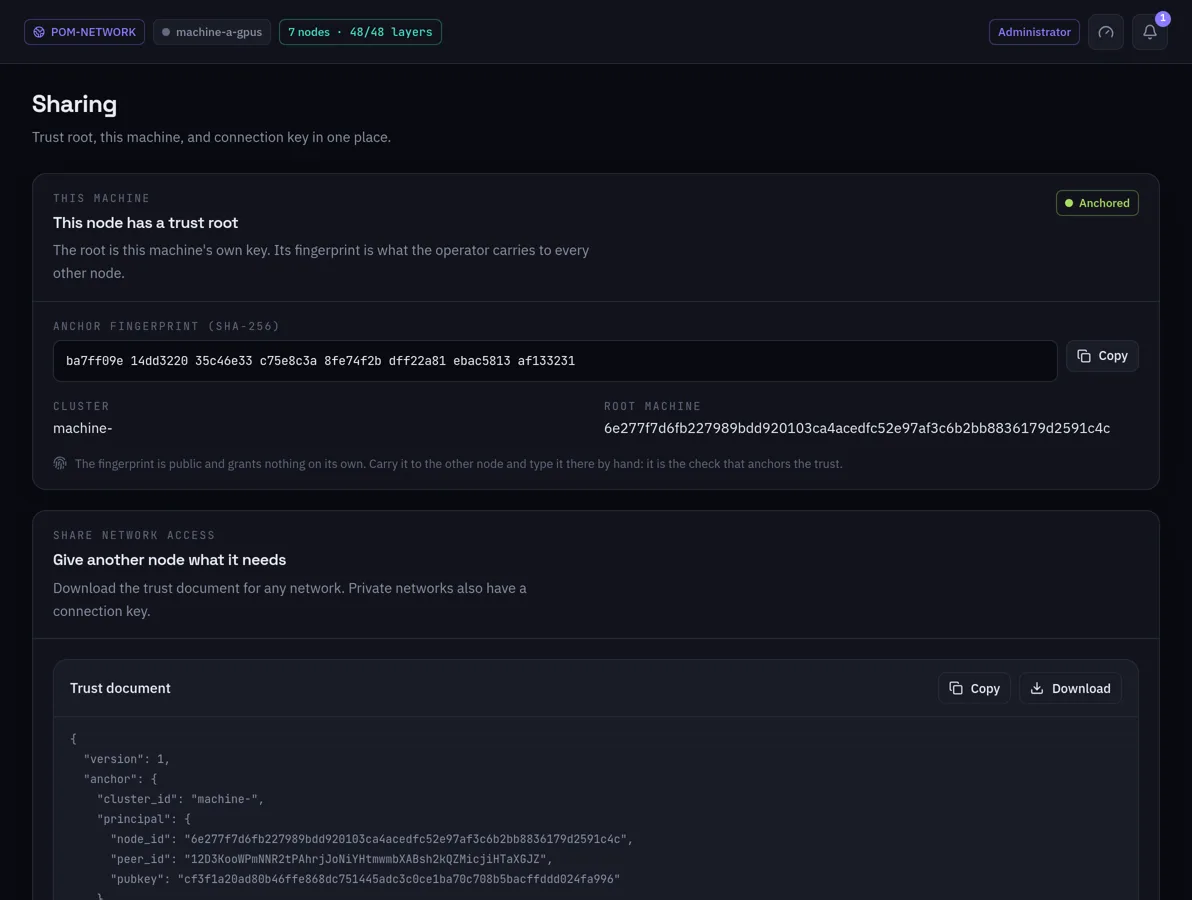 POM-NETWORK
machine-a-gpus
7 nodes · 48/48 layers
Administrator
1
Sharing
Trust root, this machine, and connection key in one place.
THIS MACHINE
This node has a trust root
Anchored
The root is this machine's own key. Its fingerprint is what the operator carries to every
other node.
ANCHOR FINGERPRINT (SHA-256)
ba7ff09e 14dd3220 35c46e33 c75e8c3a 8fe74f2b dff22a81 ebac5813 af133231
Copy
CLUSTER
machine-
ROOT MACHINE
6e277f7d6fb227989bdd920103ca4acedfc52e97af3c6b2bb8836179d2591c4c
The fingerprint is public and grants nothing on its own. Carry it to the other node and type it there by hand: it is the check that anchors the trust.
SHARE NETWORK ACCESS
Give another node what it needs
Download the trust document for any network. Private networks also have a
connection key.
Trust document
Copy
Download
{
"version": 1,
"anchor": {
"cluster_id": "machine-",
"principal": {
"node_id": "6e277f7d6fb227989bdd920103ca4acedfc52e97af3c6b2bb8836179d2591c4c",
"peer_id": "12D3KooWPmNNR2tPAhrjJoNiYHtmwmbXABsh2kQZMicjiHTaXGJZ",
"pubkey": "cf3f1a20ad80b46ffe868dc751445adc3c0ce1ba70c708b5bacffddd024fa996"
}